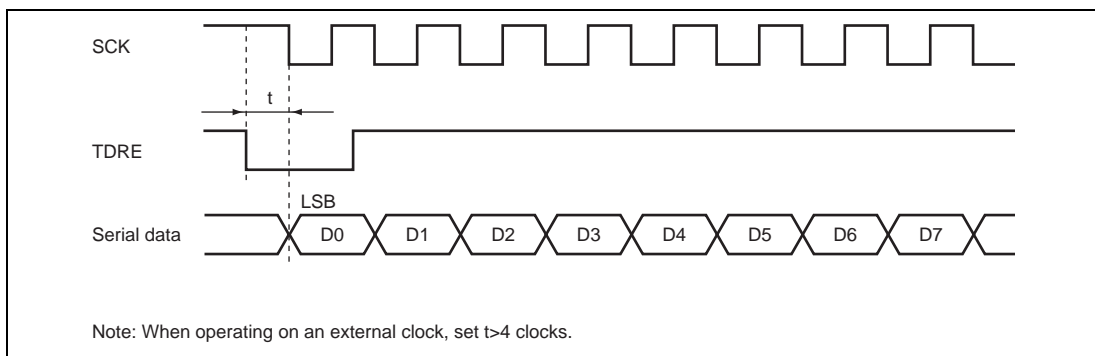 SCK
t
TDRE
LSB
Serial data D0 D1 D2 D3 D4 D5 D6 D7
Note: When operating on an external clock, set t>4 clocks.